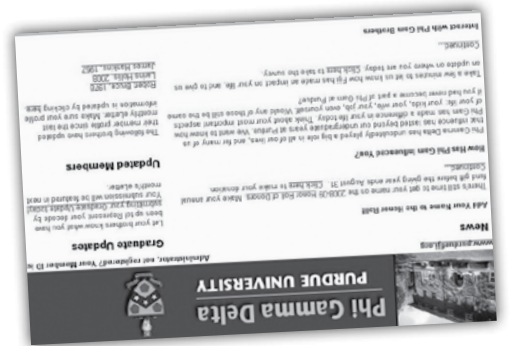 Phi Gamma Delta
PURDUE UNIVERSITY
www.purduefiji.org
Administrator, not registered? Your Member ID is
News
Add Your Name to the Honor Roll!
There's still time to get your name on the 2008-09 Honor Roll of Donors. Make your annual
fund gift before the giving year ends August 31. Click here to make your donation.
Continued...
How Has Phi Gam Influenced You?
Phi Gamma Delta has undoubtedly played a big role in all of our lives, and for many of us
that influence has lasted beyond our undergraduate years at Purdue. We want to know how
Phi Gam has made a difference in your life today. Think about your most important aspects
of your life: your kids, your wife, your job, even yourself. Would any of those still be the same
if you had never become a part of Phi Gam at Purdue?
Take a few minutes to let us know how Fiji has made an impact on your life, and to give us
an update on where you are today. Click here to take the survey.
Continued...
Interact with Phi Gam Brothers
Graduate Updates
Let your brothers know what you have
been up to! Represent your decade by
submitting your Graduate Update today!
Your submission will be featured in next
month's eletter.
Updated Members
The following brothers have updated
their member profile since the last
monthly eletter. Make sure your profile
information is updated by clicking here.
Robert Bruce, 1970
Lewis Hollis, 2008
James Hoskins, 1962